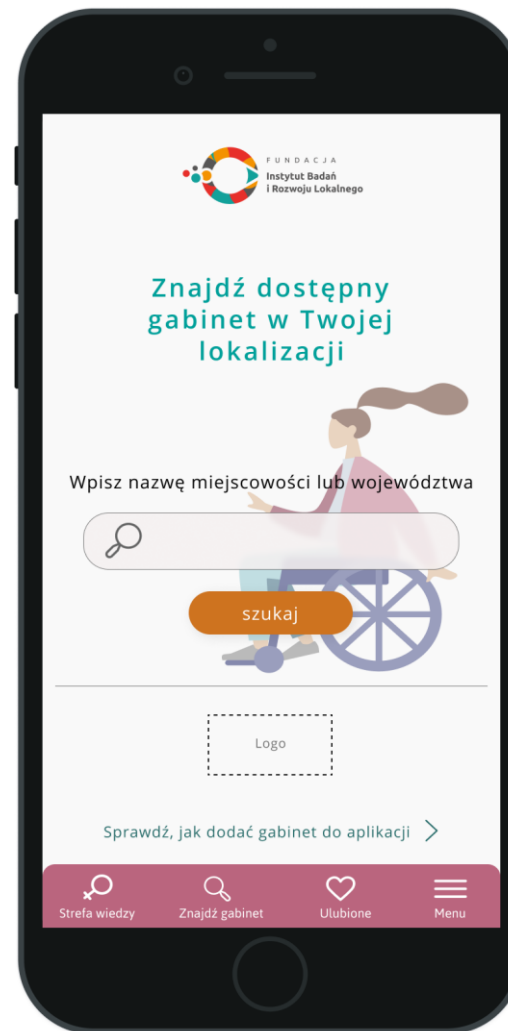 FUNDACJA
Instytut Badań
i Rozwoju Lokalnego
Znajdź dostępny
gabinet w Twojej
lokalizacji
Wpisz nazwę miejscowości lub województwa
szukaj
Logo
Sprawdź, jak dodać gabinet do aplikacji
Strefa wiedzy
Znajdź gabinet
Ulubione
Menu